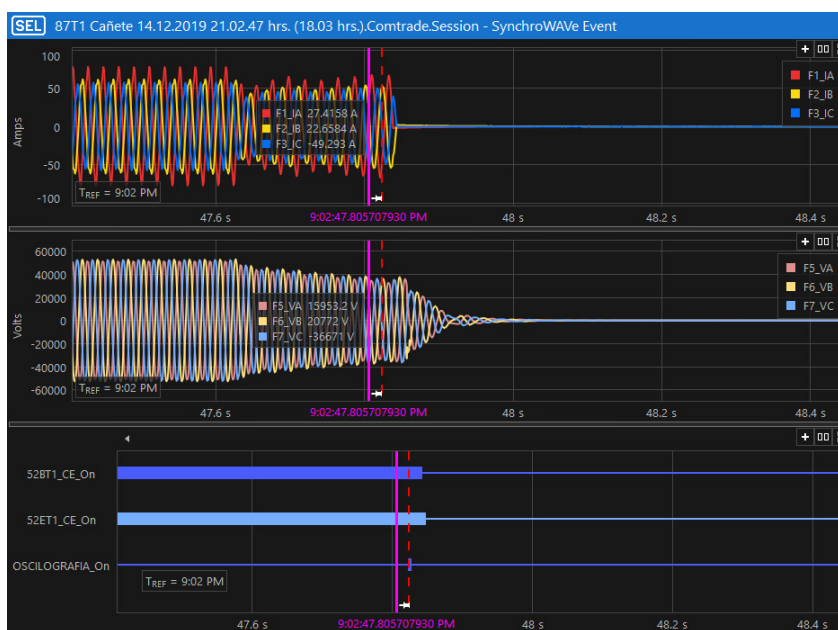 SEL 87T1 Cañete 14.12.2019 21.02.47 hrs. (18.03 hrs.).Comtrade.Session - SynchroWAVe Event
100
50
0
-50
-100
Amps
F1_IA
F2_IB
F3_IC
F1_IA 27.4158 A
F2_IB 22.6584 A
F3_IC -49.293 A
TREF = 9:02 PM
47.6 s
9:02:47.805707930 PM
48 s
48.2 s
48.4 s
60000
40000
20000
0
-20000
-40000
-60000
Volts
F5_VA
F6_VB
F7_VC
F5_VA 15953.2 V
F6_VB 20772 V
F7_VC -36671 V
TREF = 9:02 PM
47.6 s
9:02:47.805707930 PM
48 s
48.2 s
48.4 s
52BT1_CE_On
52ET1_CE_On
OSCILOGRAFIA_On
TREF = 9:02 PM
47.6 s
9:02:47.805707930 PM
48 s
48.2 s
48.4 s